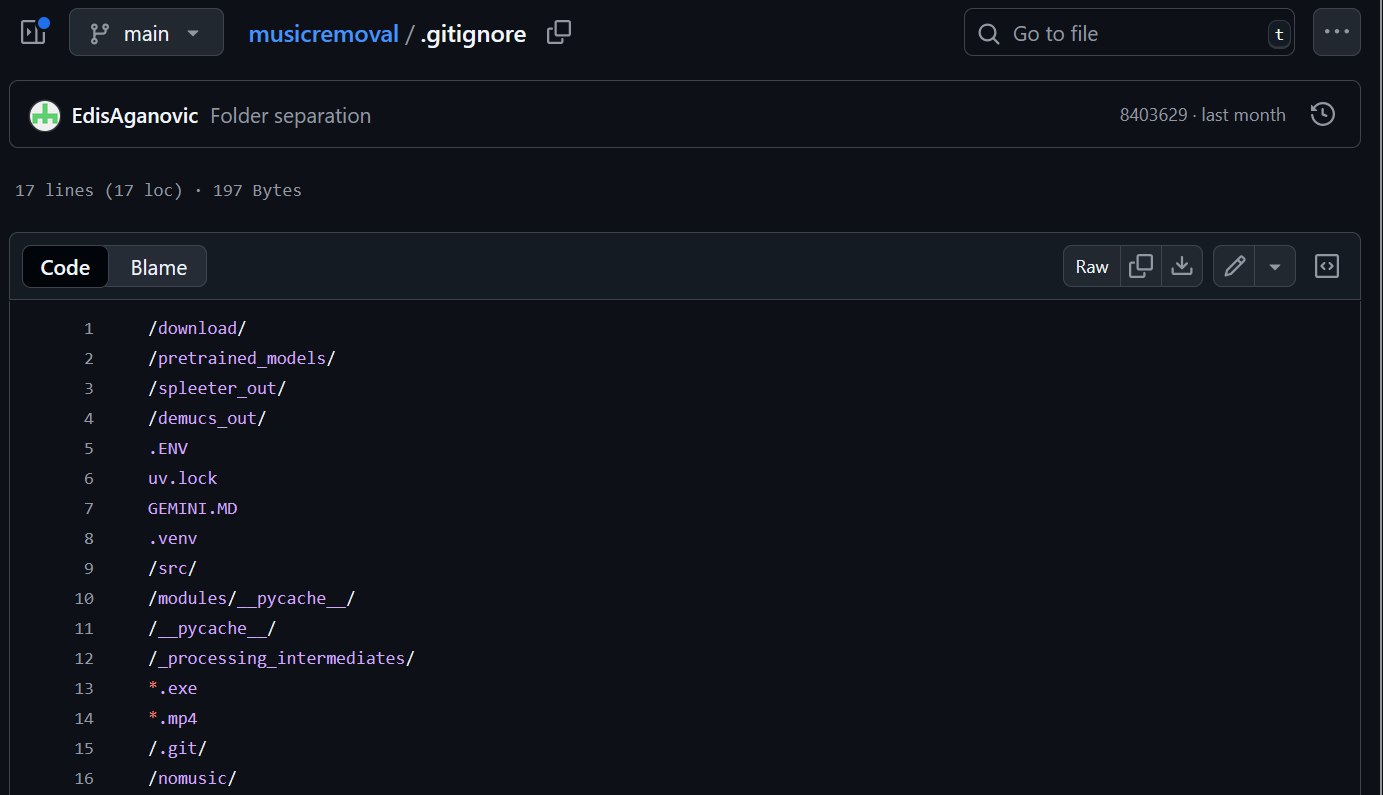 main
musicremoval / .gitignore
Go to file
t
EdisAganovic Folder separation
8403629 · last month
17 lines (17 loc) · 197 Bytes
Code
Blame
Raw
1 /download/
2 /pretrained_models/
3 /spleeter_out/
4 /demucs_out/
5 .ENV
6 uv.lock
7 GEMINI.MD
8 .venv
9 /src/
10 /modules/__pycache__/
11 /__pycache__/
12 /_processing_intermediates/
13 *.exe
14 *.mp4
15 /.git/
16 /nomusic/